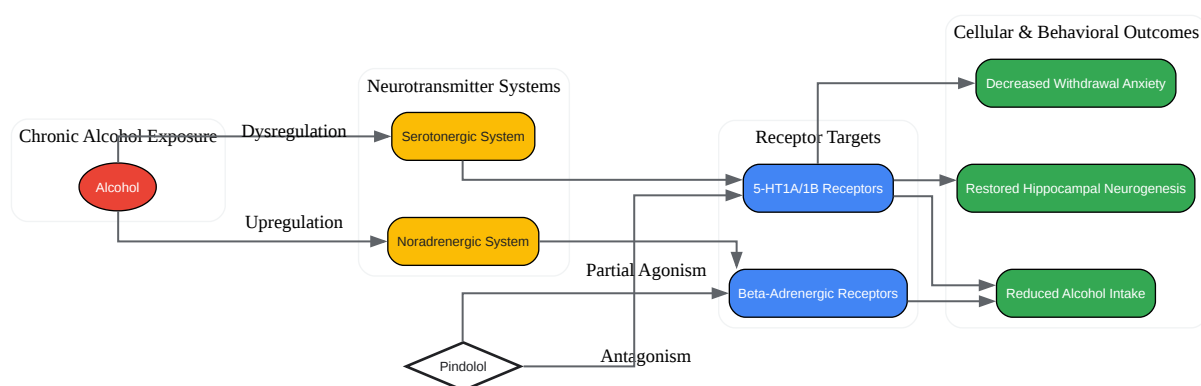 Chronic Alcohol Exposure
Alcohol
Dysregulation
Upregulation
Neurotransmitter Systems
Serotonergic System
Noradrenergic System
Pindolol
Partial Agonism
Antagonism
Receptor Targets
5-HT1A/1B Receptors
Beta-Adrenergic Receptors
Cellular & Behavioral Outcomes
Decreased Withdrawal Anxiety
Restored Hippocampal Neurogenesis
Reduced Alcohol Intake